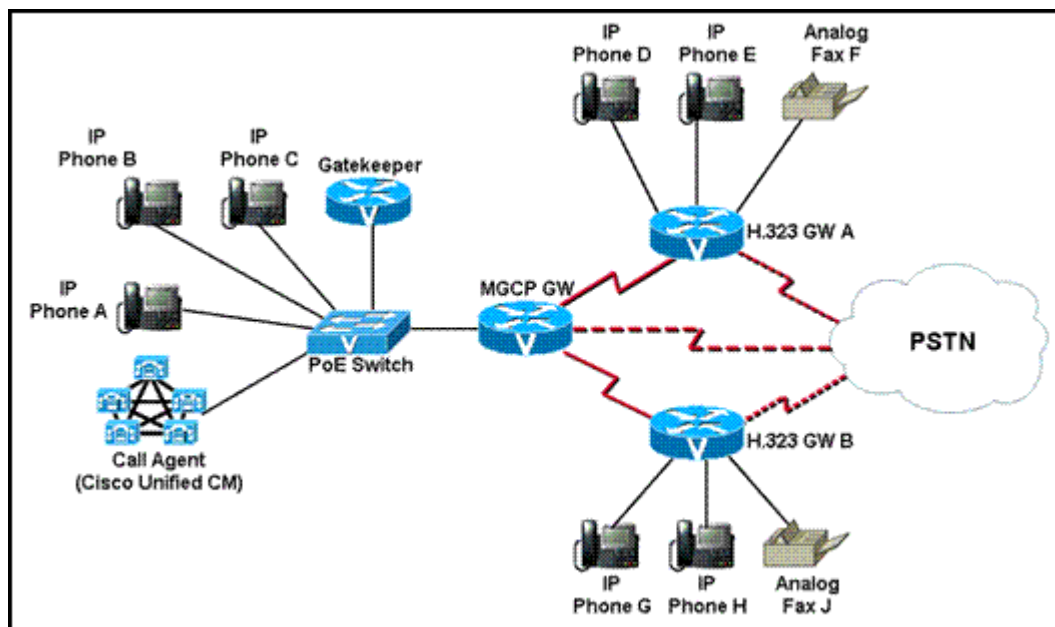 IP
Phone D
IP
Phone E
Analog
Fax F
IP
Phone B
IP
Phone C
Gatekeeper
V
V
H.323 GW A
MGCP GW
IP
Phone A
V
V
PSTN
PoE Switch
V
H.323 GW B
Call Agent
(Cisco Unified CM)
IP
Phone G
IP
Phone H
Analog
Fax J